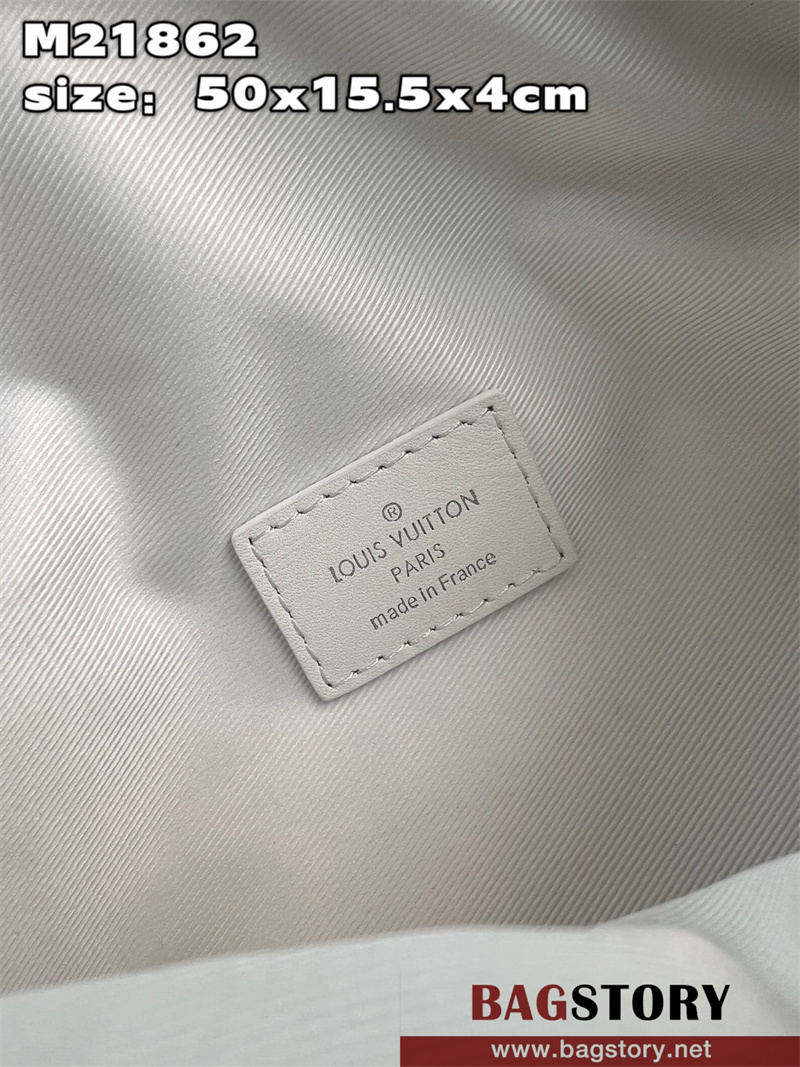 M21862
size：50x15.5x4cm
®
LOUIS VUITTON
PARIS
made in France
BAGSTORY
www.bagstory.net